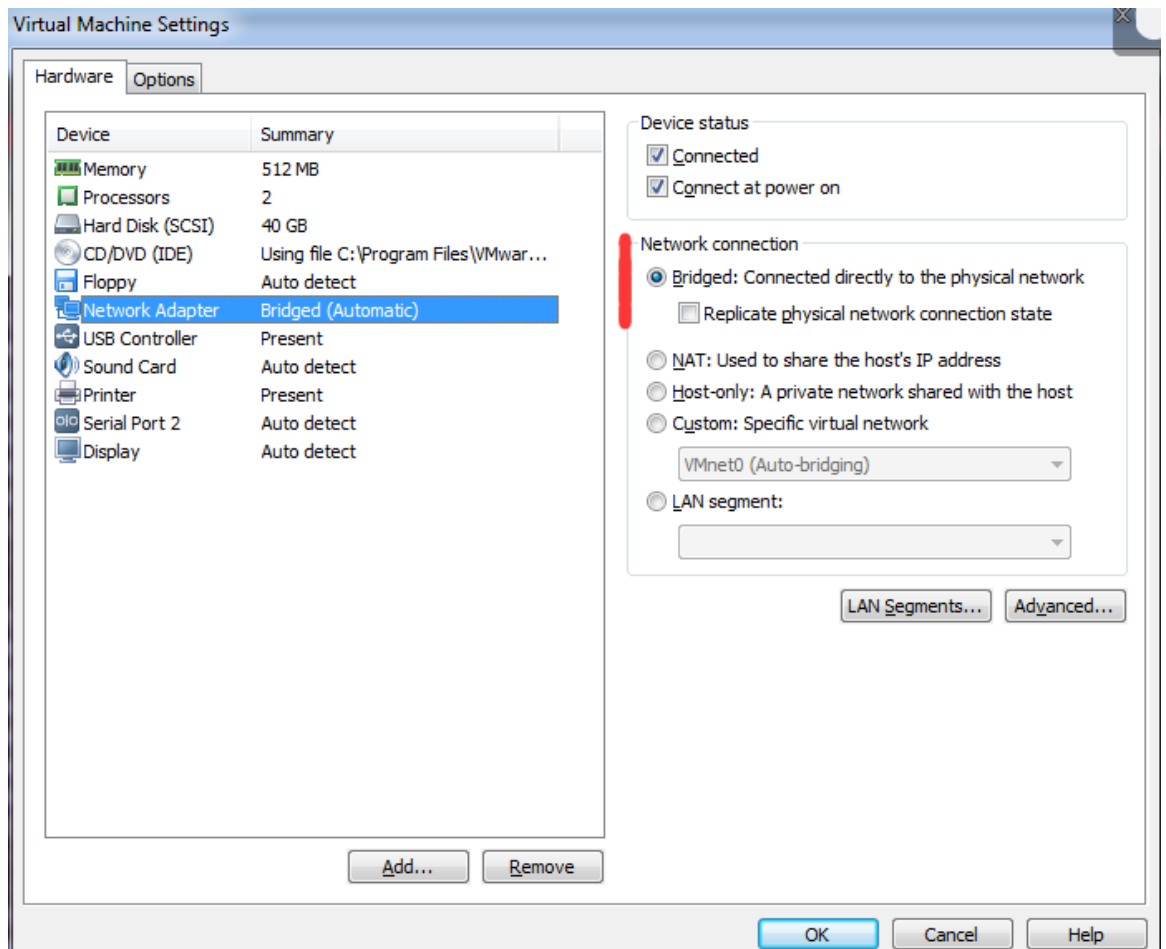 Virtual Machine Settings
Hardware
Options
Device Summary
Memory 512 MB
Processors 2
Hard Disk (SCSI) 40 GB
CD/DVD (IDE) Using file C:\Program Files\VMwar...
Floppy Auto detect
Network Adapter Bridged (Automatic)
USB Controller Present
Sound Card Auto detect
Printer Present
Serial Port 2 Auto detect
Display Auto detect
Add...
Remove
Device status
Connected
Connect at power on
Network connection
Bridged: Connected directly to the physical network
Replicate physical network connection state
NAT: Used to share the host's IP address
Host-only: A private network shared with the host
Custom: Specific virtual network
VMnet0 (Auto-bridging)
LAN segment:
LAN Segments...
Advanced...
OK
Cancel
Help